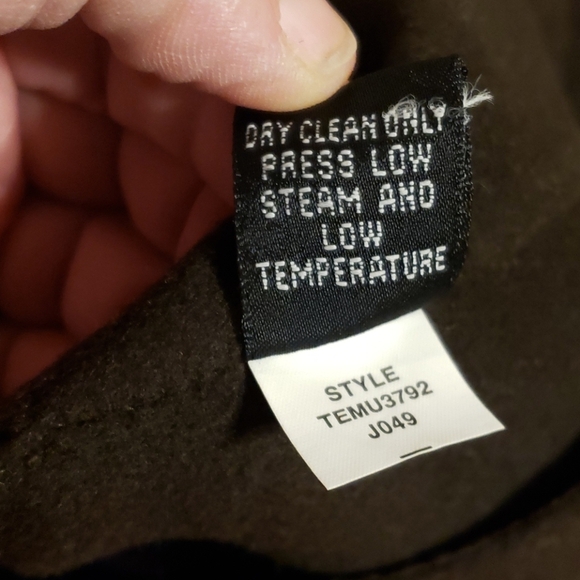 DRY CLEAN ONLY
PRESS LOW
STEAM AND
LOW
TEMPERATURE
STYLE
TEMU3792
J049